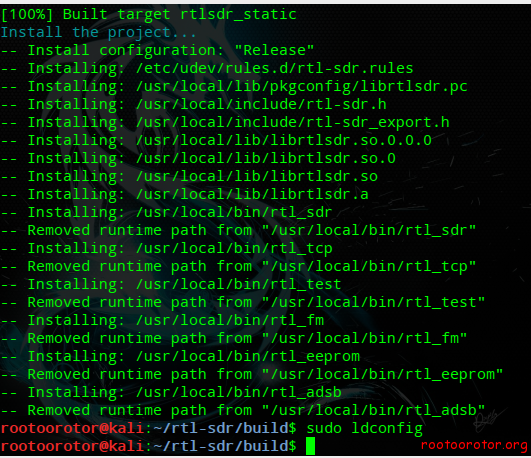 [100%] Built target rtlsdr_static
Install the project...
-- Install configuration: "Release"
-- Installing: /etc/udev/rules.d/rtl-sdr.rules
-- Installing: /usr/local/lib/pkgconfig/librtlsdr.pc
-- Installing: /usr/local/include/rtl-sdr.h
-- Installing: /usr/local/include/rtl-sdr_export.h
-- Installing: /usr/local/lib/librtlsdr.so.0.0.0
-- Installing: /usr/local/lib/librtlsdr.so.0
-- Installing: /usr/local/lib/librtlsdr.so
-- Installing: /usr/local/lib/librtlsdr.a
-- Installing: /usr/local/bin/rtl_sdr
-- Removed runtime path from "/usr/local/bin/rtl_sdr"
-- Installing: /usr/local/bin/rtl_tcp
-- Removed runtime path from "/usr/local/bin/rtl_tcp"
-- Installing: /usr/local/bin/rtl_test
-- Removed runtime path from "/usr/local/bin/rtl_test"
-- Installing: /usr/local/bin/rtl_fm
-- Removed runtime path from "/usr/local/bin/rtl_fm"
-- Installing: /usr/local/bin/rtl_eeprom
-- Removed runtime path from "/usr/local/bin/rtl_eeprom"
-- Installing: /usr/local/bin/rtl_adsb
-- Removed runtime path from "/usr/local/bin/rtl_adsb"
rootoorotor@kali:~/rtl-sdr/build$ sudo ldconfig
rootoorotor@kali:~/rtl-sdr/build$
rootoorotor.org